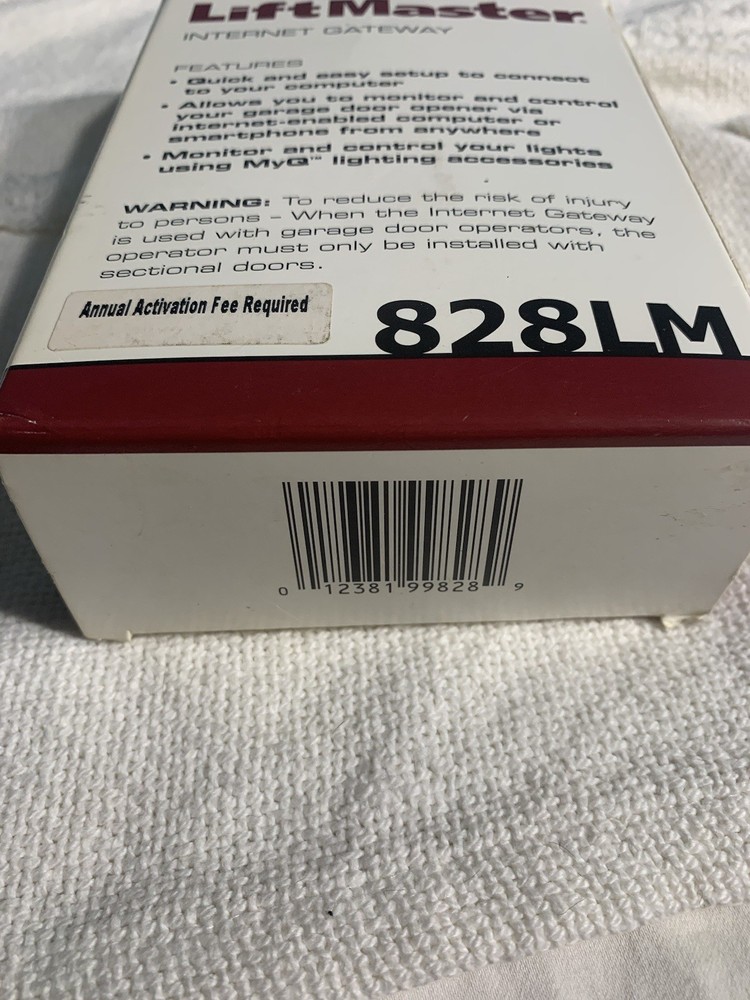 LiftMaster
INTERNET GATEWAY
FEATURES
• Quick and easy setup to connect
to your computer
• Allows you to monitor and control
your garage door opener via
internet-enabled computer or
smartphone from anywhere
• Monitor and control your lights
using MyQ™ lighting accessories
WARNING: To reduce the risk of injury
to persons – When the Internet Gateway
is used with garage door operators, the
operator must only be installed with
sectional doors.
Annual Activation Fee Required
828LM
0 12381 99828 9